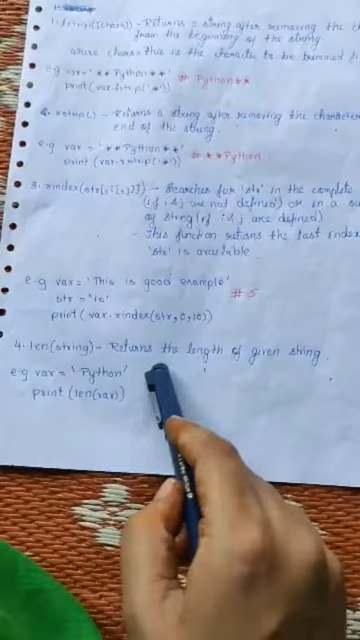 1. lstrip([chars]) - Returns a string after removing the
from the beginning of the string
where chars = this is the character to be trimmed
e.g var = '**Python**' # Python**
print(var.lstrip('*'))
2. rstrip() - Returns a string after removing the character
end of the string.
e.g var = '**Python**' # **Python
print(var.rstrip('*'))
3. rindex(str[,i[,j]]) - Searches for 'str' in the complete
(if i & j are not defined) or in a su
of string (if i & j are defined)
- This function returns the last index
'str' is available
e.g var = 'This is good example'
str = 'is' # 5
print(var.rindex(str,0,10))
4. len(string) - Returns the length of given string.
e.g var = 'Python'
print(len(var))